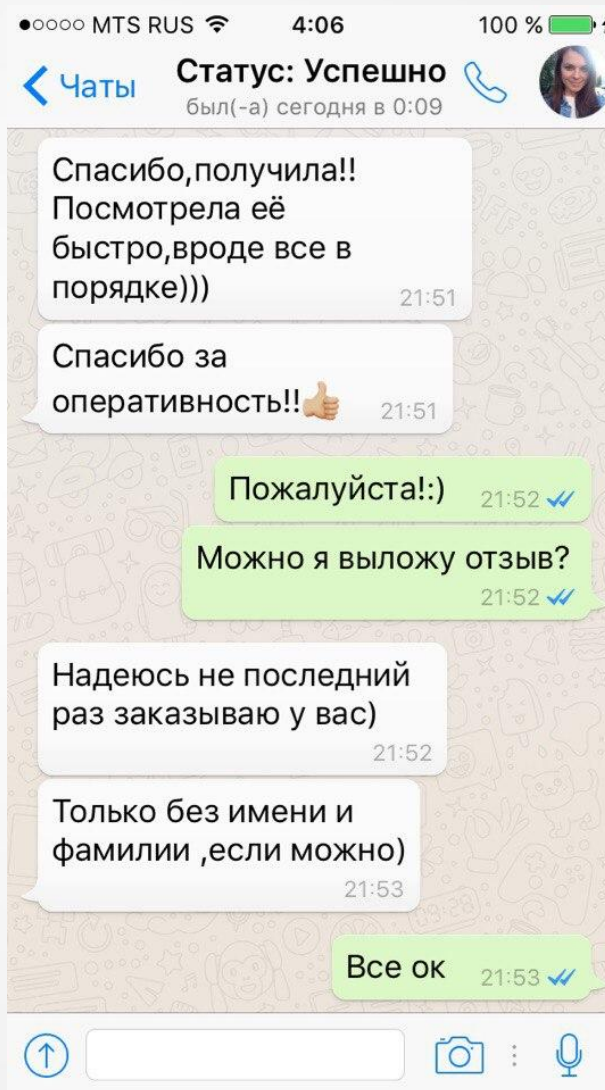 MTS RUS 4:06 100 %
Чаты Статус: Успешно
был(-а) сегодня в 0:09
Спасибо,получила!!
Посмотрела её
быстро,вроде все в
порядке)))
21:51
Спасибо за
оперативность!!👍🏼 21:51
Пожалуйста!:) 21:52
Можно я выложу отзыв?
21:52
Надеюсь не последний
раз заказываю у вас)
21:52
Только без имени и
фамилии ,если можно)
21:53
Все ок 21:53